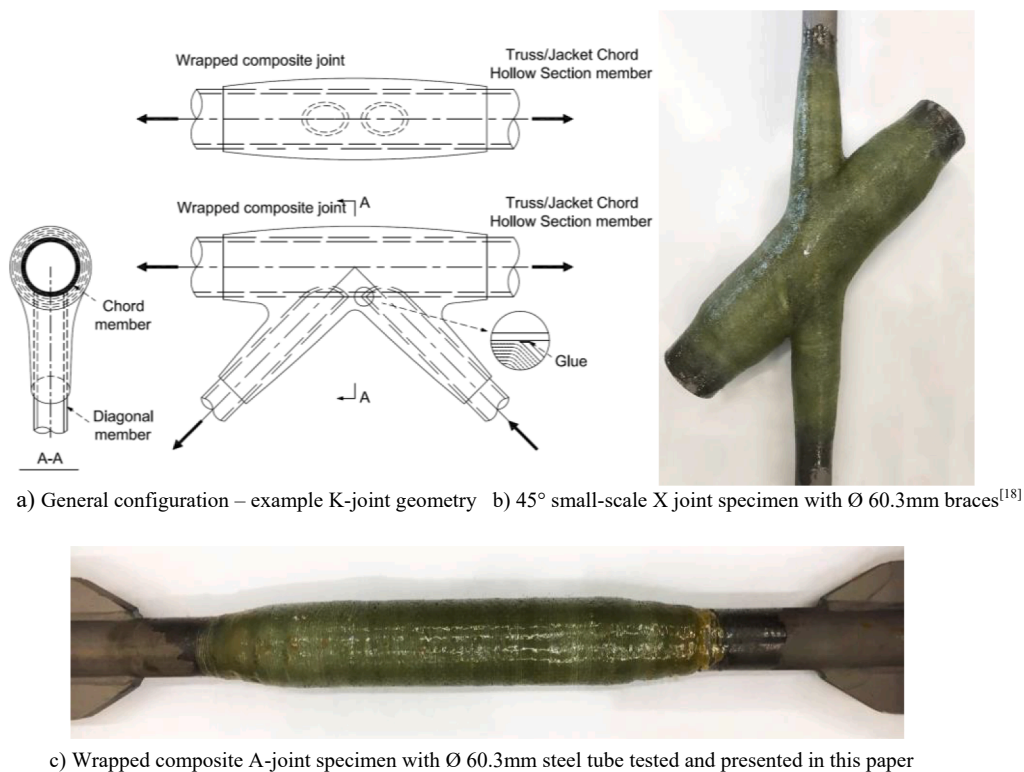 Wrapped composite joint
Truss/Jacket Chord
Hollow Section member
Wrapped composite joint
A
Truss/Jacket Chord
Hollow Section member
Chord
member
Glue
Diagonal
member
A
A-A
a) General configuration – example K-joint geometry b) 45° small-scale X joint specimen with Ø 60.3mm braces[18]
c) Wrapped composite A-joint specimen with Ø 60.3mm steel tube tested and presented in this paper